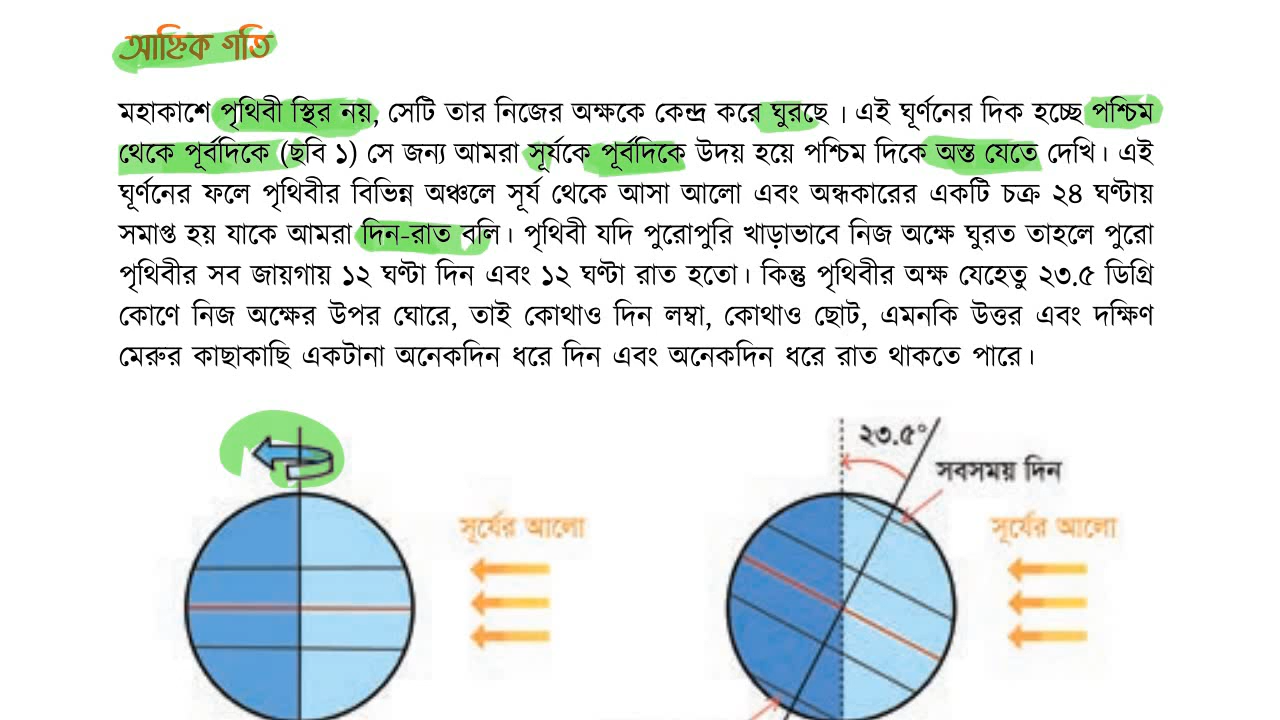 আহ্নিক গতি
মহাকাশে পৃথিবী স্থির নয়, সেটি তার নিজের অক্ষকে কেন্দ্র করে ঘুরছে । এই ঘূর্ণনের দিক হচ্ছে পশ্চিম
থেকে পূর্বদিকে (ছবি ১) সে জন্য আমরা সূর্যকে পূর্বদিকে উদয় হয়ে পশ্চিম দিকে অস্ত যেতে দেখি। এই
ঘূর্ণনের ফলে পৃথিবীর বিভিন্ন অঞ্চলে সূর্য থেকে আসা আলো এবং অন্ধকারের একটি চক্র ২৪ ঘণ্টায়
সমাপ্ত হয় যাকে আমরা দিন-রাত বলি। পৃথিবী যদি পুরোপুরি খাড়াভাবে নিজ অক্ষে ঘুরত তাহলে পুরো
পৃথিবীর সব জায়গায় ১২ ঘণ্টা দিন এবং ১২ ঘণ্টা রাত হতো। কিন্তু পৃথিবীর অক্ষ যেহেতু ২৩.৫ ডিগ্রি
কোণে নিজ অক্ষের উপর ঘোরে, তাই কোথাও দিন লম্বা, কোথাও ছোট, এমনকি উত্তর এবং দক্ষিণ
মেরুর কাছাকাছি একটানা অনেকদিন ধরে দিন এবং অনেকদিন ধরে রাত থাকতে পারে।
২৩.৫°
সবসময় দিন
সূর্যের আলো
সূর্যের আলো